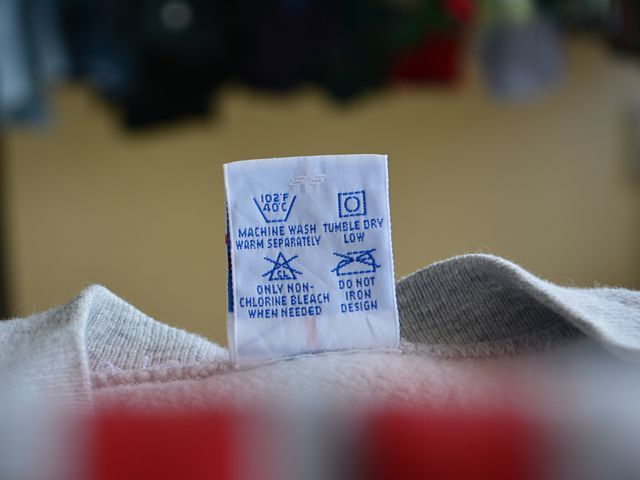 102°F
40°C
MACHINE WASH
WARM SEPARATELY
TUMBLE DRY
LOW
CL
ONLY NON-
CHLORINE BLEACH
WHEN NEEDED
DO NOT
IRON
DESIGN